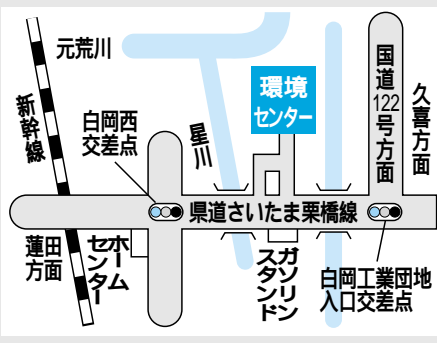 元荒川
新幹線
白岡西
交差点
星川
環境
センター
国道122号方面
久喜方面
県道さいたま栗橋線
蓮田
方面
ホーム
センター
ガソリン
スタンド
白岡工業団地
入口交差点